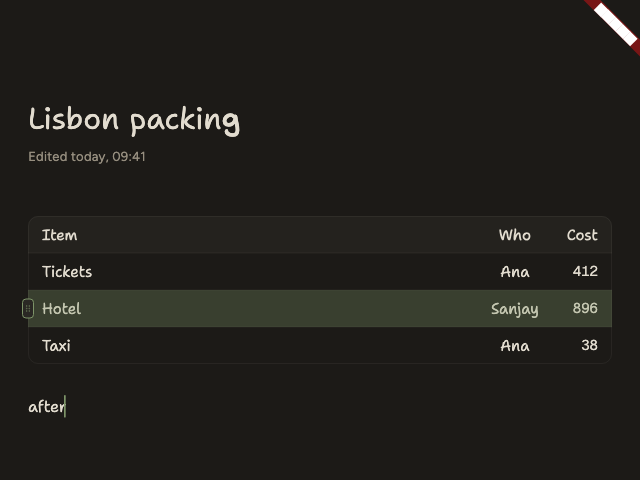 Lisbon packing
Edited today, 09:41
Item Who Cost
Tickets Ana 412
Hotel Sanjay 896
Taxi Ana 38
after